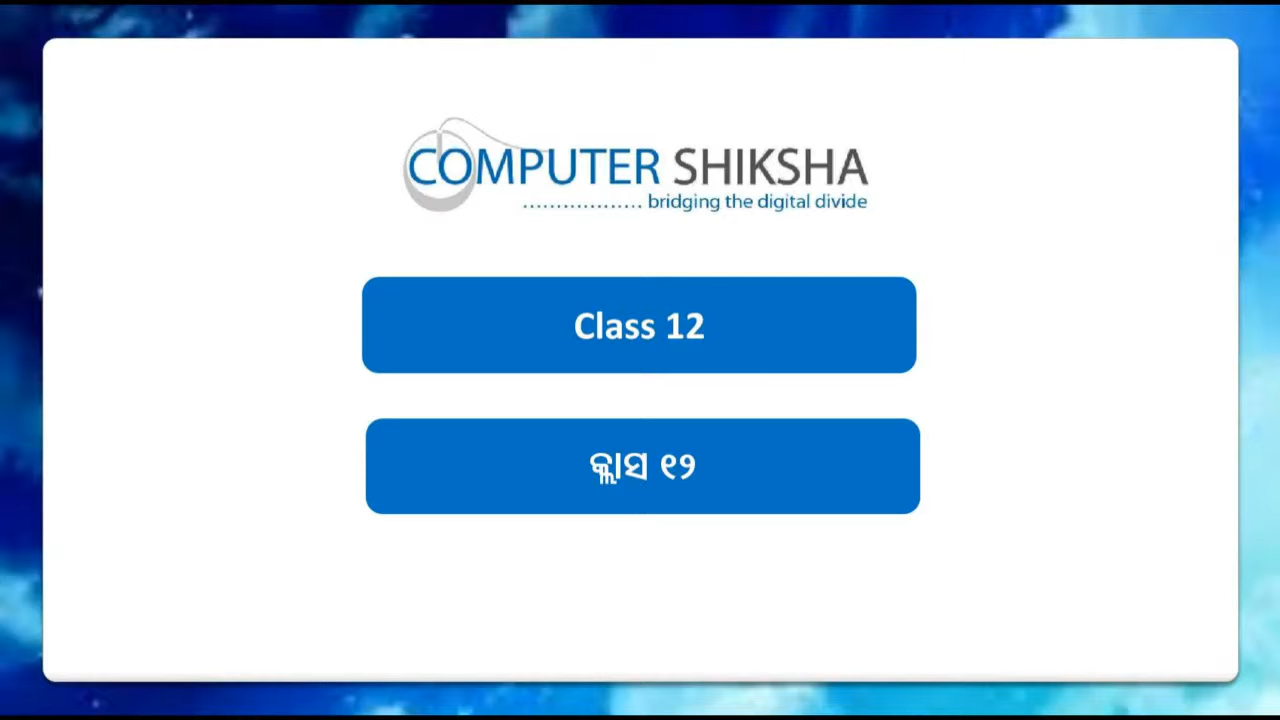 COMPUTER SHIKSHA
.................. bridging the digital divide
Class 12
କ୍ଲାସ ୧୨